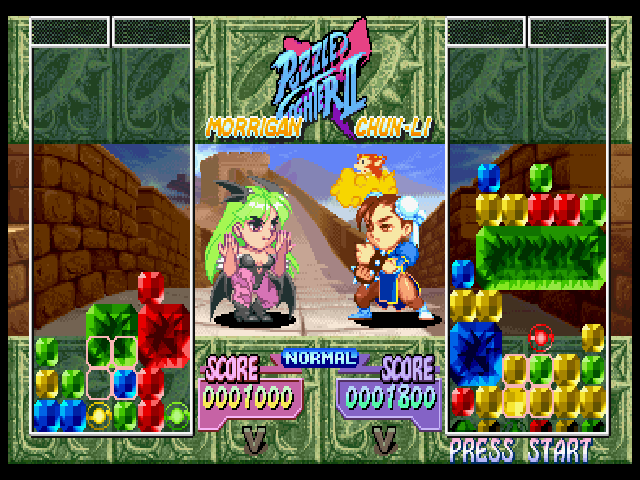 PUZZLE
FIGHTER II
MORRIGAN CHUN-LI
NORMAL
SCORE SCORE
0001000 0001800
PRESS START